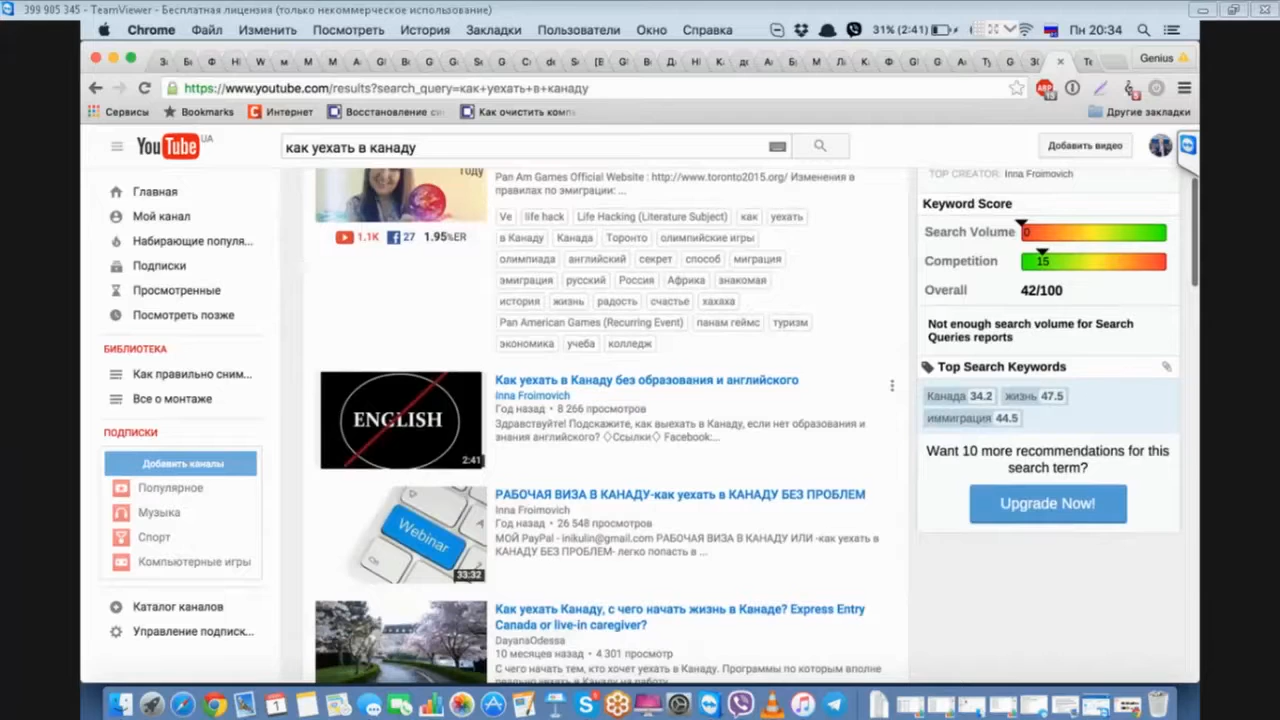 399 905 345 - TeamViewer - Бесплатная лицензия (только некоммерческое использование)
Chrome Файл Изменить Посмотреть История Закладки Пользователи Окно Справка 31% (2:41) Пн 20:34
Genius
https://www.youtube.com/results?search_query=как+уехать+в+канаду
Сервисы Bookmarks Интернет Восстановление Как очистить Другие закладки
YouTube UA как уехать в канаду Добавить видео
Главная
Мой канал
Набирающие популя...
Подписки
Просмотренные
Посмотреть позже
БИБЛИОТЕКА
Как правильно сним...
Все о монтаже
ПОДПИСКИ
Добавить каналы
Популярное
Музыка
Спорт
Компьютерные игры
Каталог каналов
Управление подписк...
году
1.1K 27 1.95%ER
Pan Am Games Official Website : http://www.toronto2015.org/ Изменения в
правилах по эмиграции: ...
Ve life hack Life Hacking (Literature Subject) как уехать
в Канаду Канада Торонто олимпийские игры
олимпиада английский секрет способ миграция
эмиграция русский Россия Африка знакомая
история жизнь радость счастье хахаха
Pan American Games (Recurring Event) панам геймс туризм
экономика учеба колледж
ENGLISH
2:41
Как уехать в Канаду без образования и английского
Inna Froimovich
Год назад • 8 266 просмотров
Здравствуйте! Подскажите, как выехать в Канаду, если нет образования и
знания английского? ◇Ссылки◇ Facebook:...
Webinar
33:32
РАБОЧАЯ ВИЗА В КАНАДУ-как уехать в КАНАДУ БЕЗ ПРОБЛЕМ
Inna Froimovich
Год назад • 26 548 просмотров
МОЙ PayPal - inikulin@gmail.com РАБОЧАЯ ВИЗА В КАНАДУ ИЛИ -как уехать в
КАНАДУ БЕЗ ПРОБЛЕМ- легко попасть в ...
Как уехать Канаду, с чего начать жизнь в Канаде? Express Entry
Canada or live-in caregiver?
DayanaOdessa
10 месяцев назад • 4 301 просмотр
С чего начать тем, кто хочет уехать в Канаду. Программы по которым вполне
TOP CREATOR: Inna Froimovich
Keyword Score
Search Volume 0
Competition 15
Overall 42/100
Not enough search volume for Search
Queries reports
Top Search Keywords
Канада 34.2 жизнь 47.5
иммиграция 44.5
Want 10 more recommendations for this
search term?
Upgrade Now!